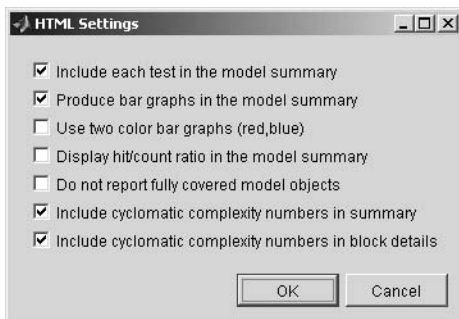 HTML Settings
Include each test in the model summary
Produce bar graphs in the model summary
Use two color bar graphs (red,blue)
Display hit/count ratio in the model summary
Do not report fully covered model objects
Include cyclomatic complexity numbers in summary
Include cyclomatic complexity numbers in block details
OK Cancel